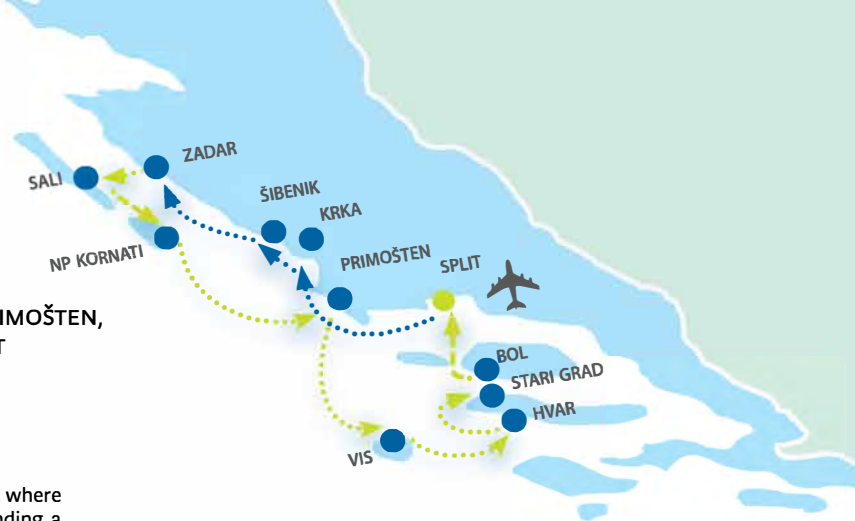 ZADAR
SALI
ŠIBENIK
KRKA
NP KORNATI
PRIMOŠTEN
SPLIT
IMOŠTEN,
BOL
STARI GRAD
HVAR
VIS
where